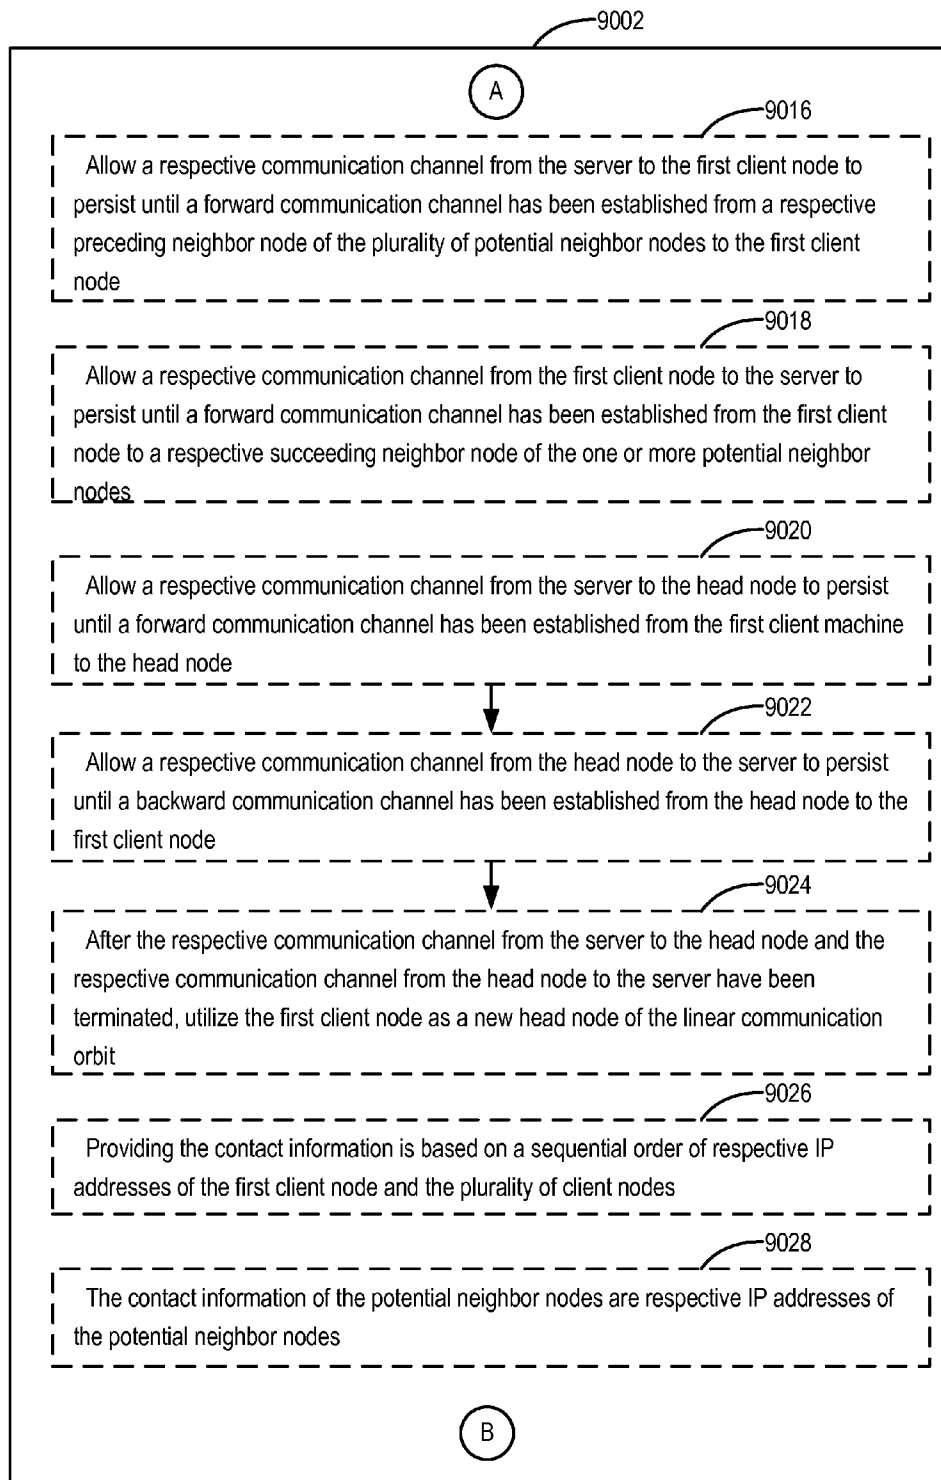 9002
A
9016
Allow a respective communication channel from the server to the first client node to
persist until a forward communication channel has been established from a respective
preceding neighbor node of the plurality of potential neighbor nodes to the first client
node
9018
Allow a respective communication channel from the first client node to the server to
persist until a forward communication channel has been established from the first client
node to a respective succeeding neighbor node of the one or more potential neighbor
nodes
9020
Allow a respective communication channel from the server to the head node to persist
until a forward communication channel has been established from the first client machine
to the head node
9022
Allow a respective communication channel from the head node to the server to persist
until a backward communication channel has been established from the head node to the
first client node
9024
After the respective communication channel from the server to the head node and the
respective communication channel from the head node to the server have been
terminated, utilize the first client node as a new head node of the linear communication
orbit
9026
Providing the contact information is based on a sequential order of respective IP
addresses of the first client node and the plurality of client nodes
9028
The contact information of the potential neighbor nodes are respective IP addresses of
the potential neighbor nodes
B